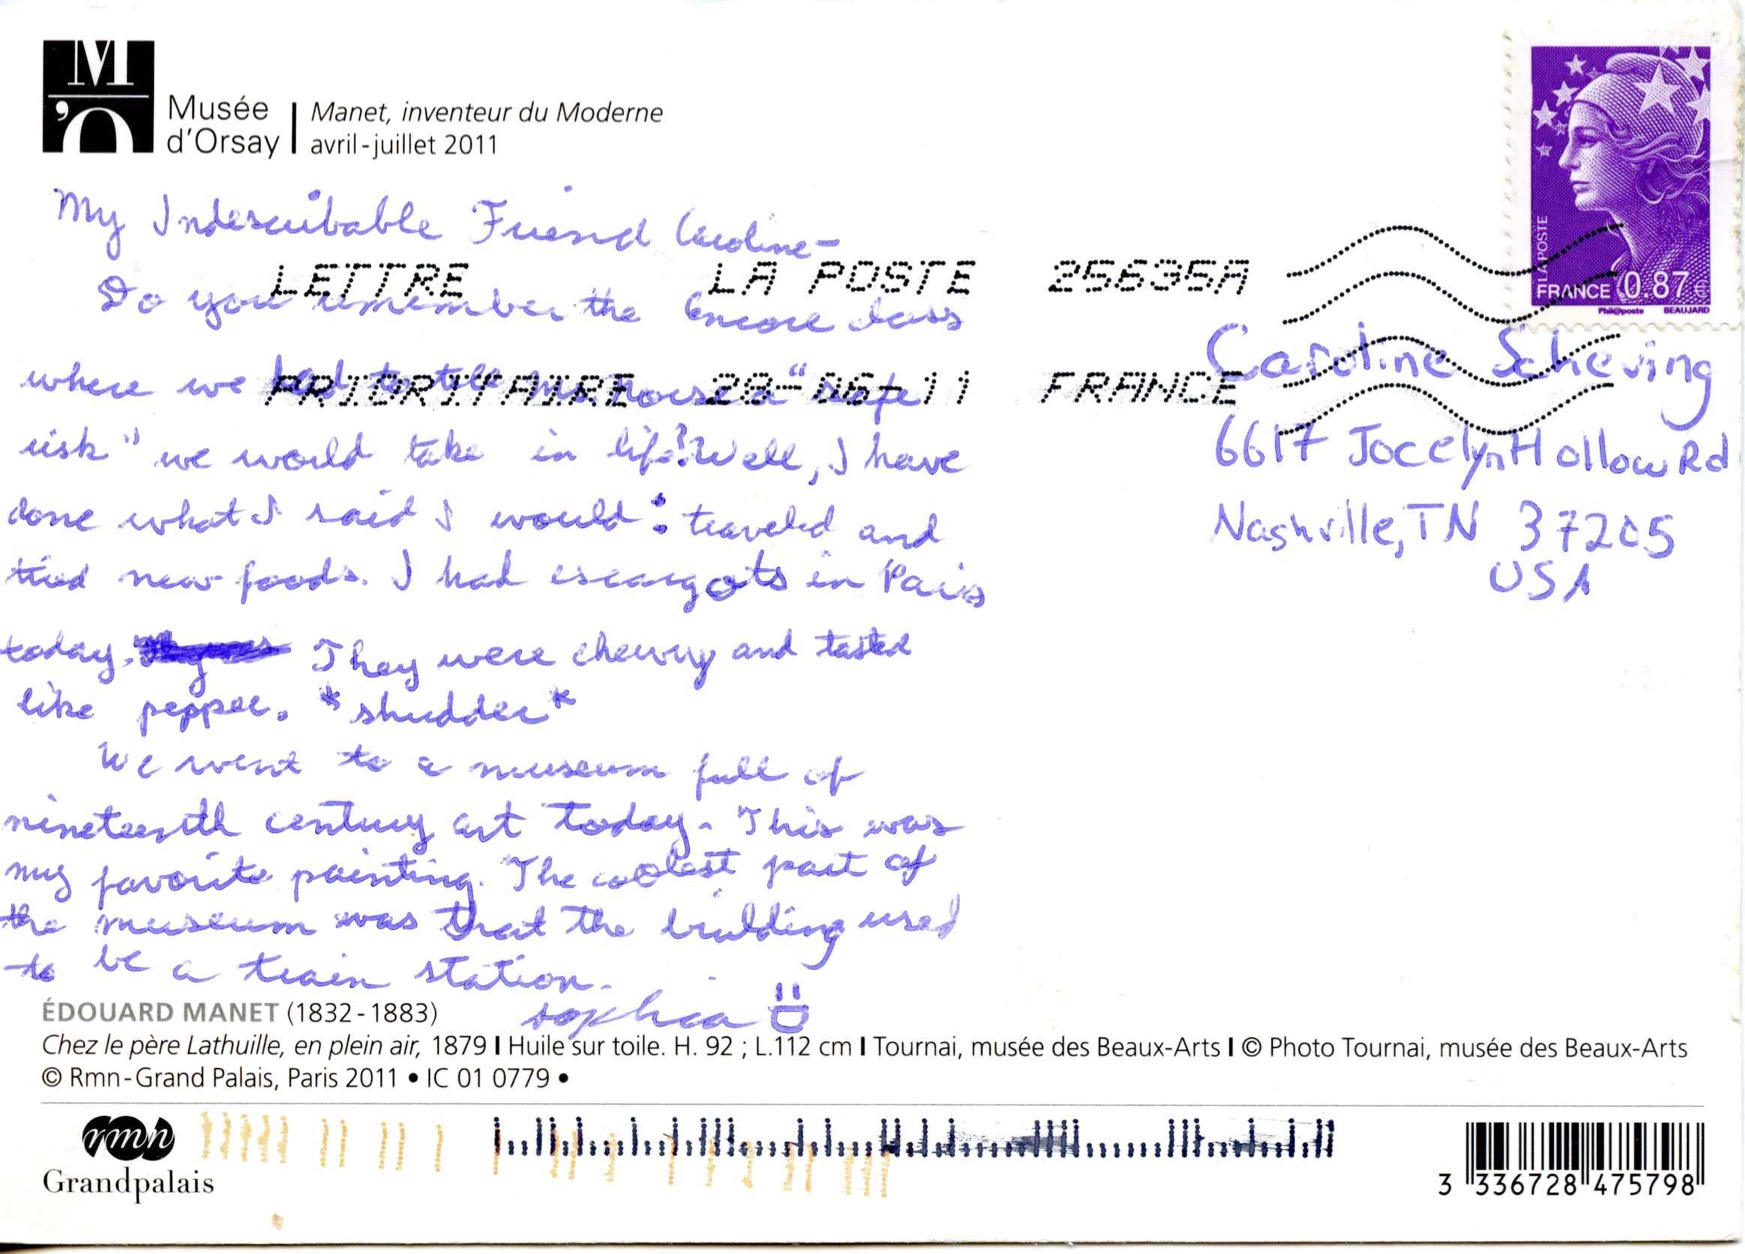 M
'O
Musée
d'Orsay
Manet, inventeur du Moderne
avril-juillet 2011
My Indescribable Friend Caroline-
Do you remember the Encore class
where we had to tell Ms. Morse a "safe
risk" we would take in life? Well, I have
done what I said I would: traveled and
tried new foods. I had escargots in Paris
today. They were chewy and tasted
like pepper. *shudder*
We went to a museum full of
nineteenth century art today. This was
my favorite painting. The coolest part of
the museum was that the building used
to be a train station.
sophia
LETTRE LA POSTE 25635A
PRIORITAIRE 28-06-11 FRANCE
LA POSTE
FRANCE 0.87€
Phil@poste BEAUJARD
Caroline Scheving
6617 Jocelyn Hollow Rd
Nashville, TN 37205
USA
ÉDOUARD MANET (1832-1883)
Chez le père Lathuille, en plein air, 1879 I Huile sur toile. H. 92 ; L.112 cm I Tournai, musée des Beaux-Arts I © Photo Tournai, musée des Beaux-Arts
© Rmn-Grand Palais, Paris 2011 • IC 01 0779 •
rmn
Grandpalais
3 336728 475798